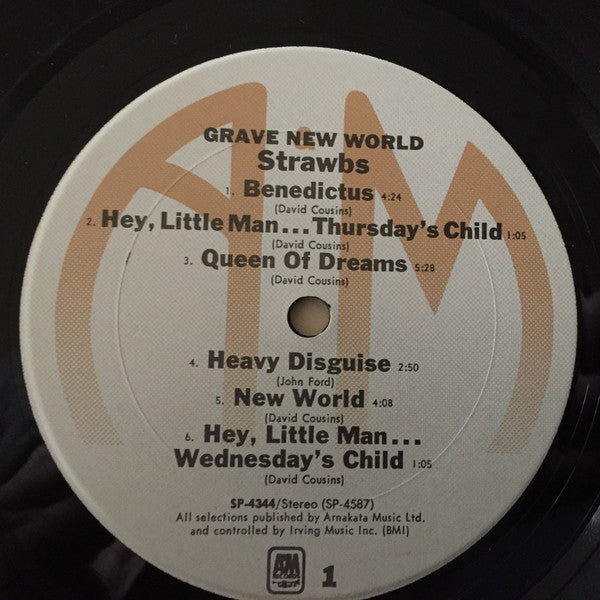 GRAVE NEW WORLD
Strawbs
1. Benedictus 4:24
(David Cousins)
2. Hey, Little Man... Thursday's Child 1:05
(David Cousins)
3. Queen Of Dreams 5:28
(David Cousins)
4. Heavy Disguise 2:50
(John Ford)
5. New World 4:08
(David Cousins)
6. Hey, Little Man...
Wednesday's Child 1:05
(David Cousins)
SP-4344/Stereo (SP-4587)
All selections published by Arnakata Music Ltd.
and controlled by Irving Music Inc. (BMI)
A&M
RECORDS
1